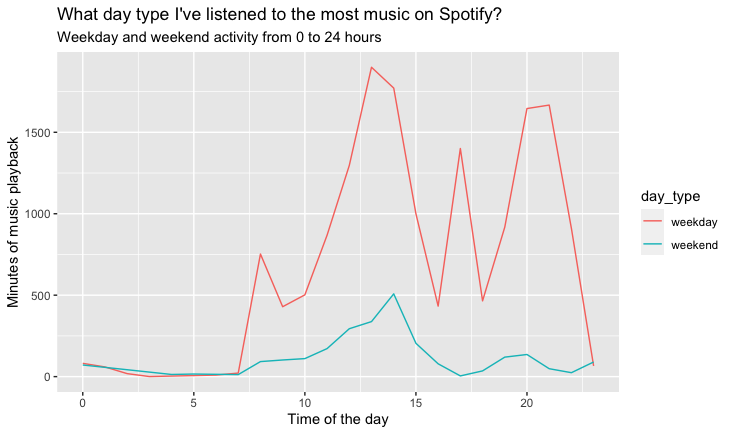 What day type I've listened to the most music on Spotify?
Weekday and weekend activity from 0 to 24 hours
Minutes of music playback
1500
1000
500
0
0 5 10 15 20
Time of the day
day_type
weekday
weekend